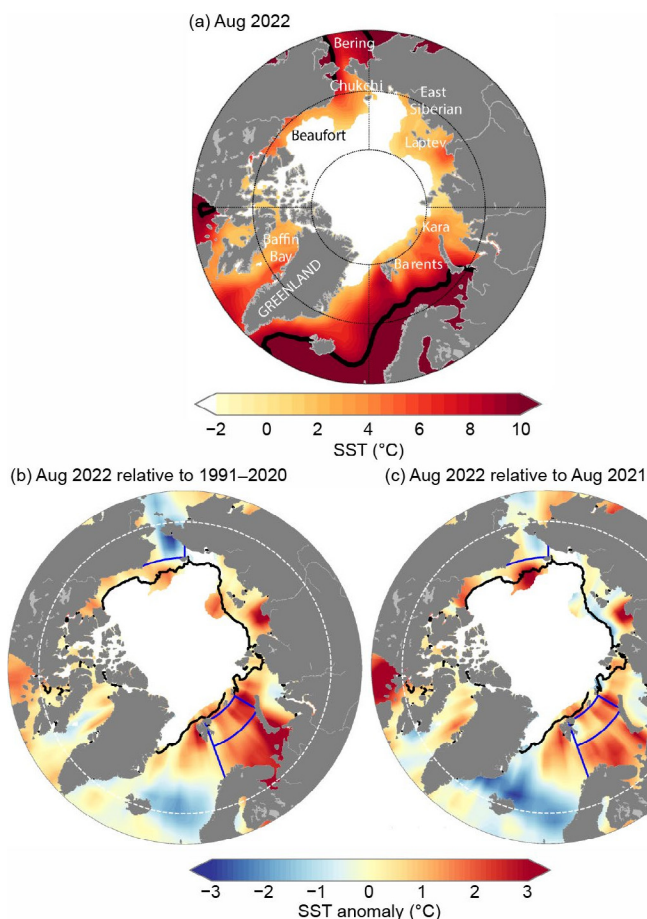 (a) Aug 2022
Bering
Chukchi
East
Siberian
Beaufort
Laptev
Kara
Baffin
Bay
Barents
GREENLAND
−2 0 2 4 6 8 10
SST (°C)
(b) Aug 2022 relative to 1991–2020
(c) Aug 2022 relative to Aug 2021
−3 −2 −1 0 1 2 3
SST anomaly (°C)